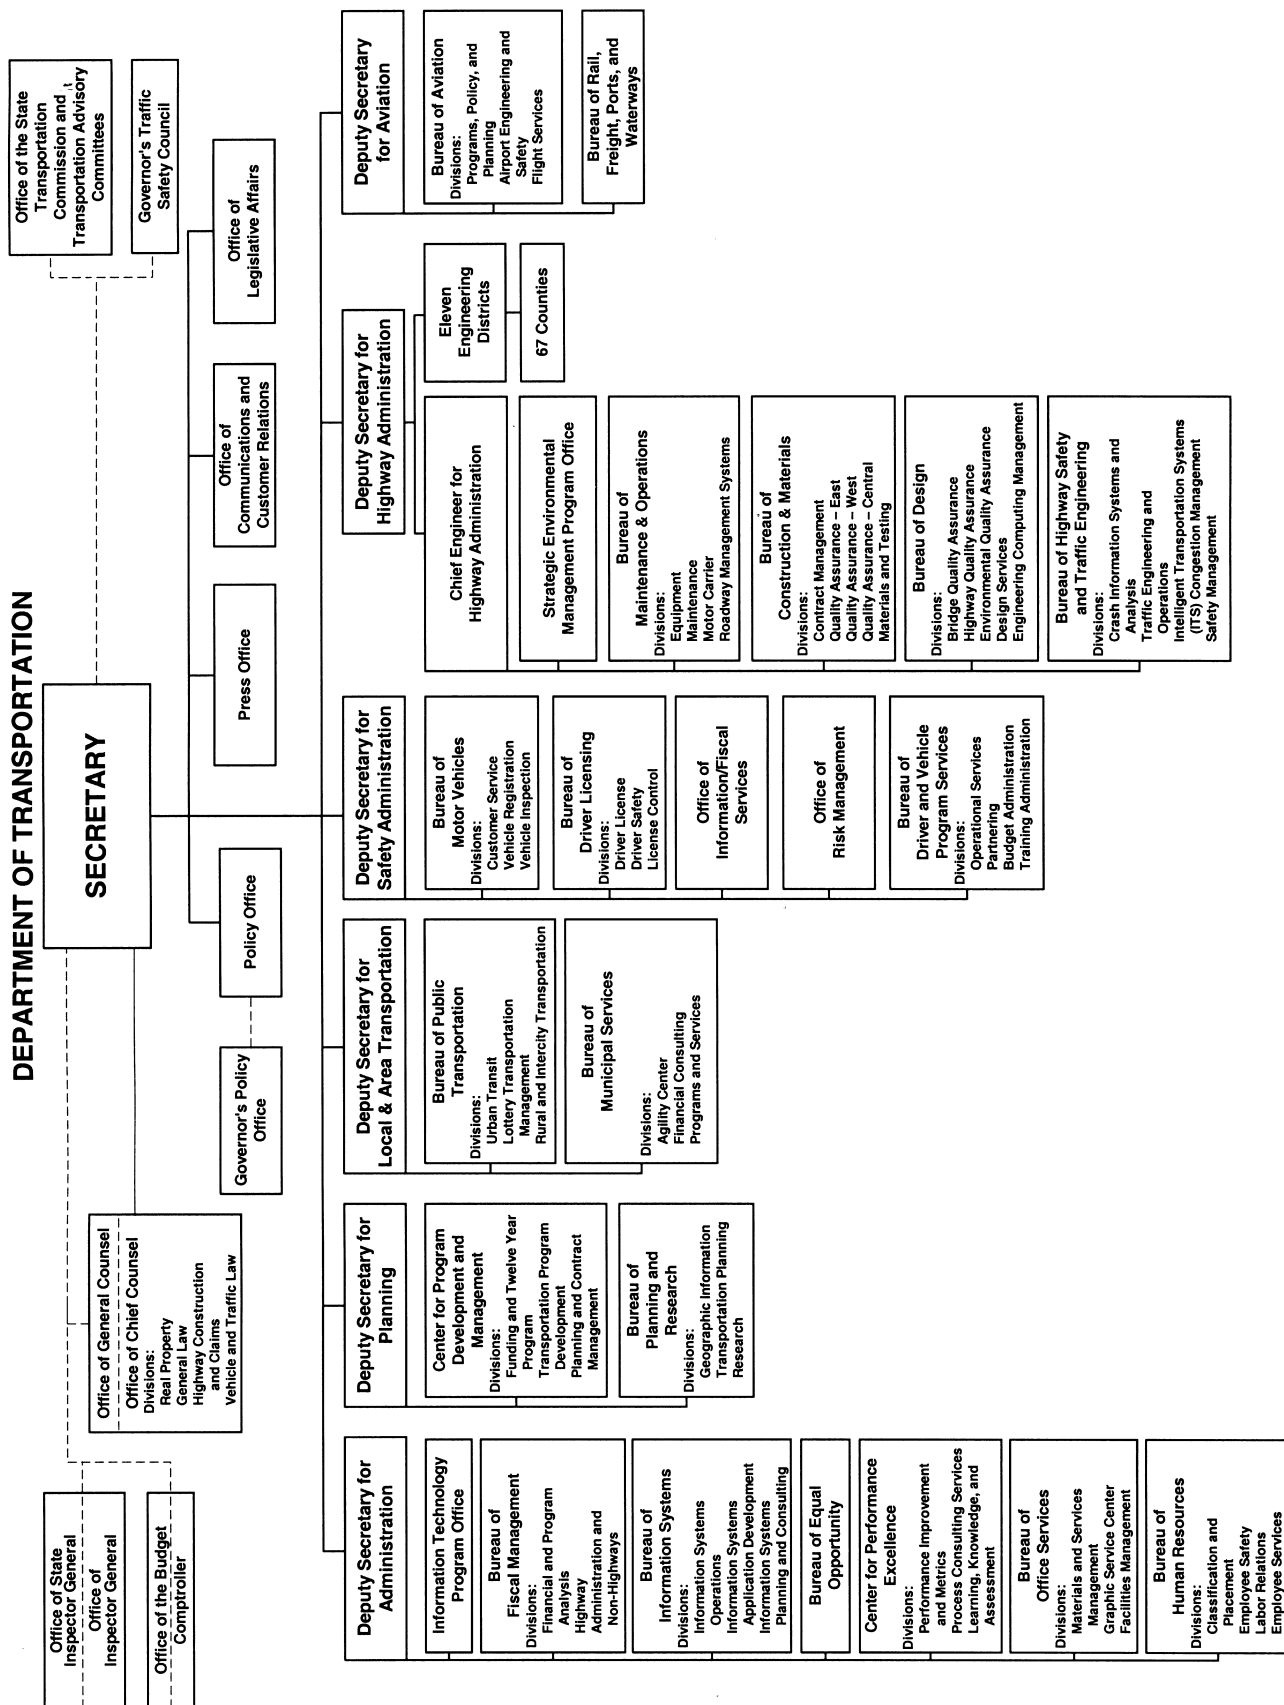 DEPARTMENT OF TRANSPORTATION
SECRETARY
Office of State
Inspector General
Office of
Inspector General
Office of the Budget
Comptroller
Office of General Counsel
Office of Chief Counsel
Divisions:
Real Property
General Law
Highway Construction
and Claims
Vehicle and Traffic Law
Office of the State
Transportation
Commission and
Transportation Advisory
Committees
Governor's Traffic
Safety Council
Governor's Policy
Office
Policy Office
Press Office
Office of
Communications and
Customer Relations
Office of
Legislative Affairs
Deputy Secretary for
Administration
Information Technology
Program Office
Bureau of
Fiscal Management
Divisions:
Financial and Program
Analysis
Highway
Administration and
Non-Highways
Bureau of
Information Systems
Divisions:
Information Systems
Operations
Information Systems
Application Development
Information Systems
Planning and Consulting
Bureau of Equal
Opportunity
Center for Performance
Excellence
Divisions:
Performance Improvement
and Metrics
Process Consulting Services
Learning, Knowledge, and
Assessment
Bureau of
Office Services
Divisions:
Materials and Services
Management
Graphic Service Center
Facilities Management
Bureau of
Human Resources
Divisions:
Classification and
Placement
Employee Safety
Labor Relations
Employee Services
Deputy Secretary for
Planning
Center for Program
Development and
Management
Divisions:
Funding and Twelve Year
Program
Transportation Program
Development
Planning and Contract
Management
Bureau of
Planning and
Research
Divisions:
Geographic Information
Transportation Planning
Research
Deputy Secretary for
Local & Area Transportation
Bureau of Public
Transportation
Divisions:
Urban Transit
Lottery Transportation
Management
Rural and Intercity Transportation
Bureau of
Municipal Services
Divisions:
Agility Center
Financial Consulting
Programs and Services
Deputy Secretary for
Safety Administration
Bureau of
Motor Vehicles
Divisions:
Customer Service
Vehicle Registration
Vehicle Inspection
Bureau of
Driver Licensing
Divisions:
Driver License
Driver Safety
License Control
Office of
Information/Fiscal
Services
Office of
Risk Management
Bureau of
Driver and Vehicle
Program Services
Divisions:
Operational Services
Partnering
Budget Administration
Training Administration
Deputy Secretary for
Highway Administration
Chief Engineer for
Highway Administration
Strategic Environmental
Management Program Office
Bureau of
Maintenance & Operations
Divisions:
Equipment
Maintenance
Motor Carrier
Roadway Management Systems
Bureau of
Construction & Materials
Divisions:
Contract Management
Quality Assurance – East
Quality Assurance – West
Quality Assurance – Central
Materials and Testing
Bureau of Design
Divisions:
Bridge Quality Assurance
Highway Quality Assurance
Environmental Quality Assurance
Design Services
Engineering Computing Management
Bureau of Highway Safety
and Traffic Engineering
Divisions:
Crash Information Systems and
Analysis
Traffic Engineering and
Operations
Intelligent Transportation Systems
(ITS) Congestion Management
Safety Management
Eleven
Engineering
Districts
67 Counties
Deputy Secretary
for Aviation
Bureau of Aviation
Divisions:
Programs, Policy, and
Planning
Airport Engineering and
Safety
Flight Services
Bureau of Rail,
Freight, Ports, and
Waterways